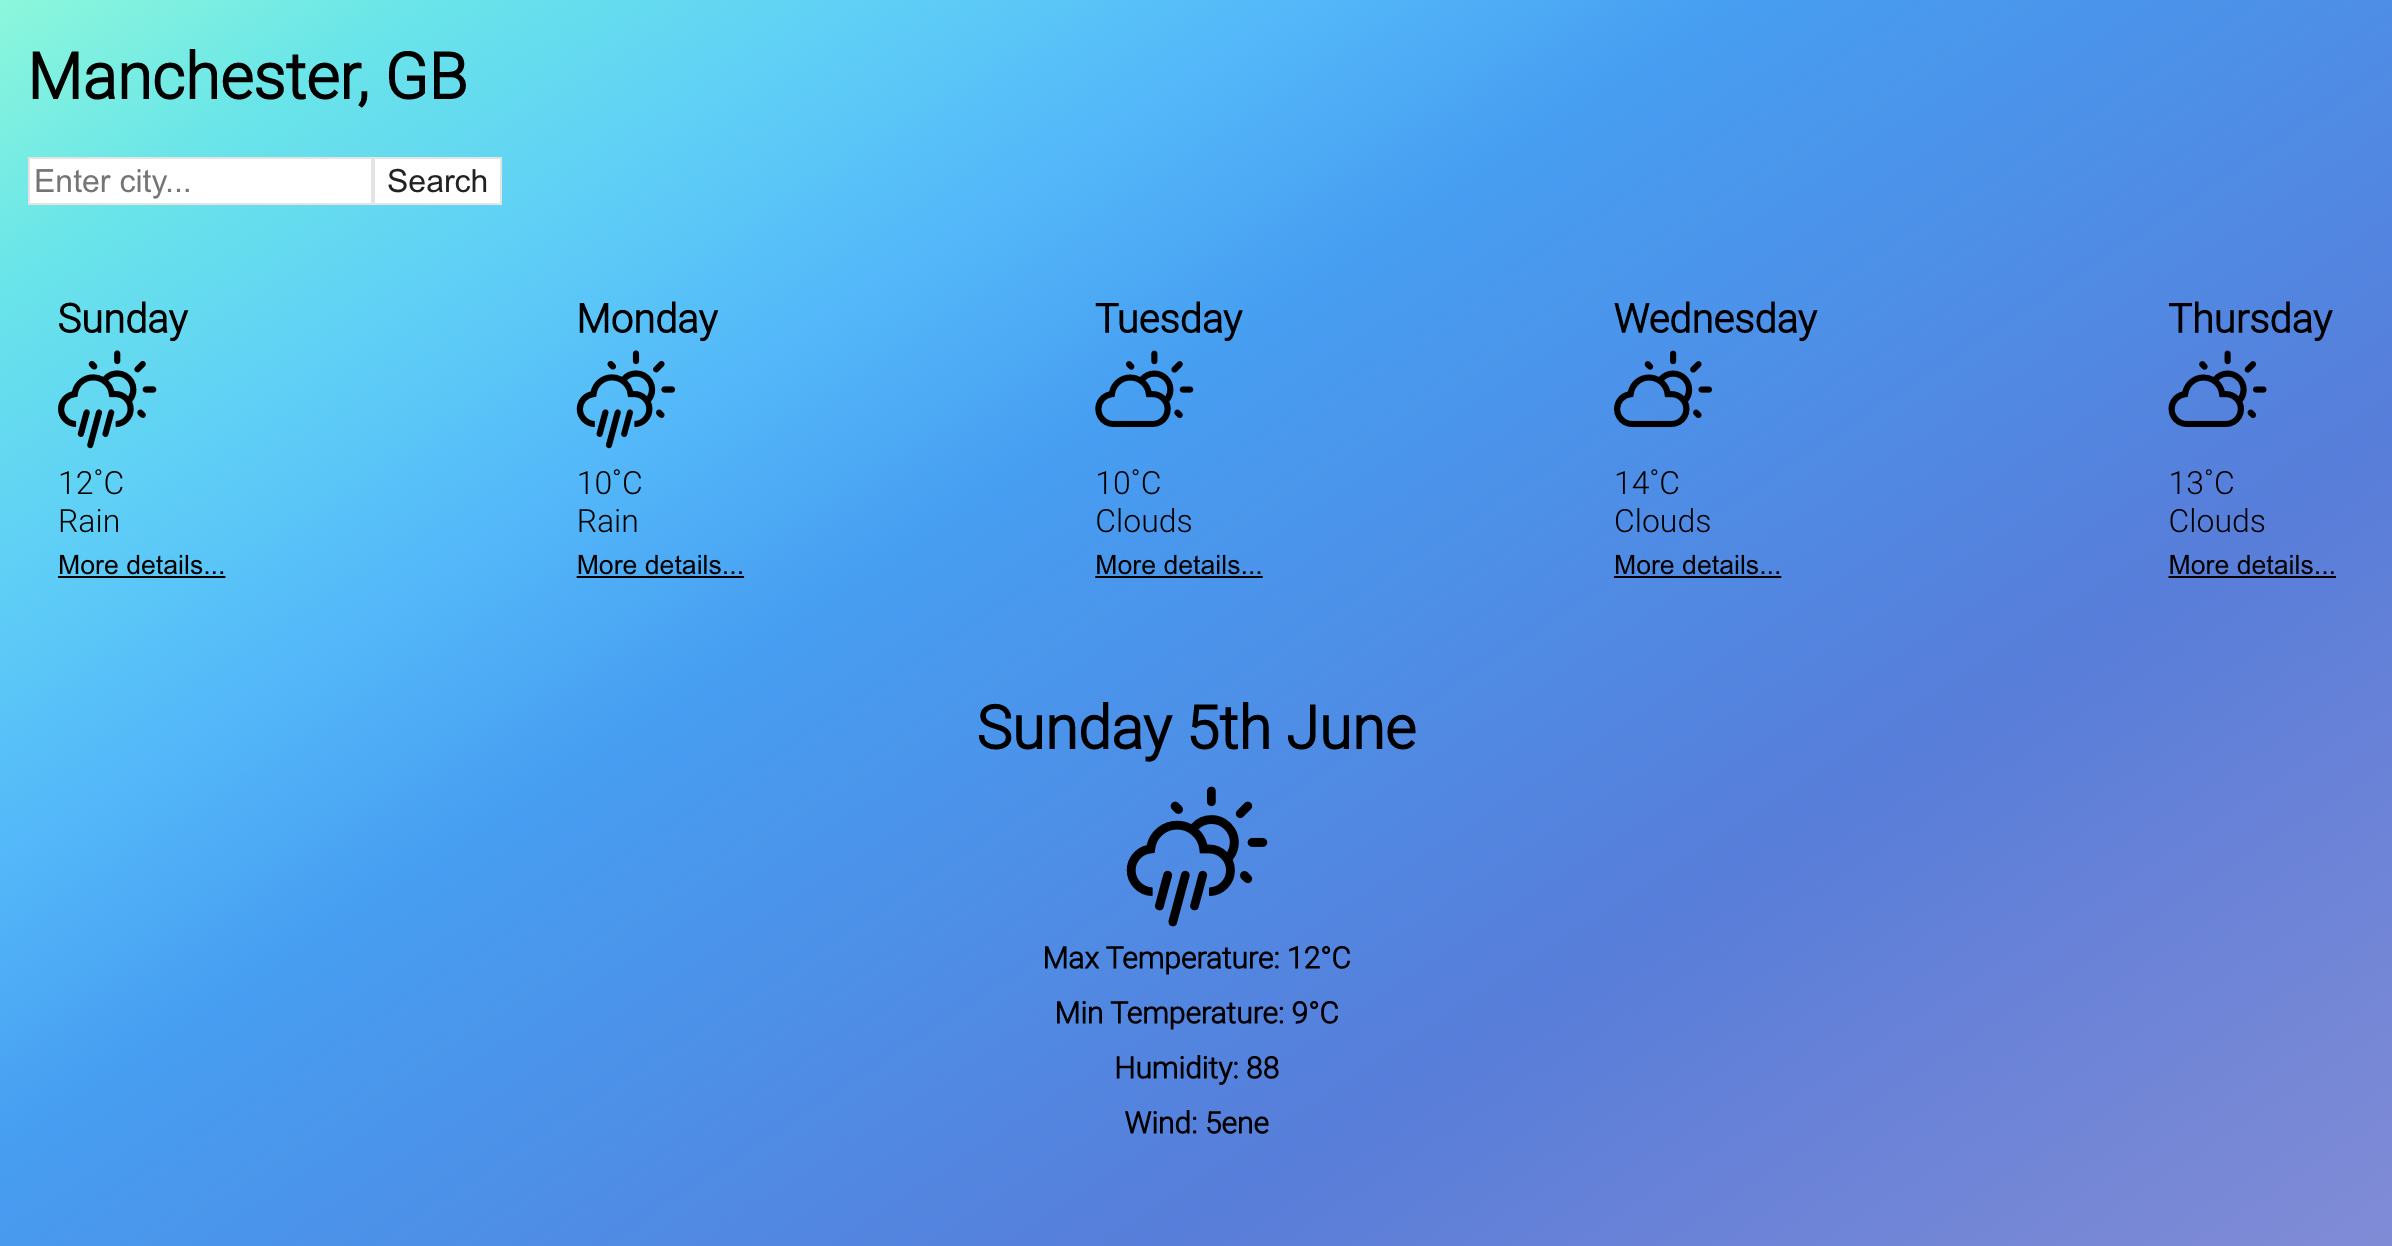 Manchester, GB
Enter city... Search
Sunday Monday Tuesday Wednesday Thursday
12˚C 10˚C 10˚C 14˚C 13˚C
Rain Rain Clouds Clouds Clouds
More details... More details... More details... More details... More details...
Sunday 5th June
Max Temperature: 12°C
Min Temperature: 9°C
Humidity: 88
Wind: 5ene